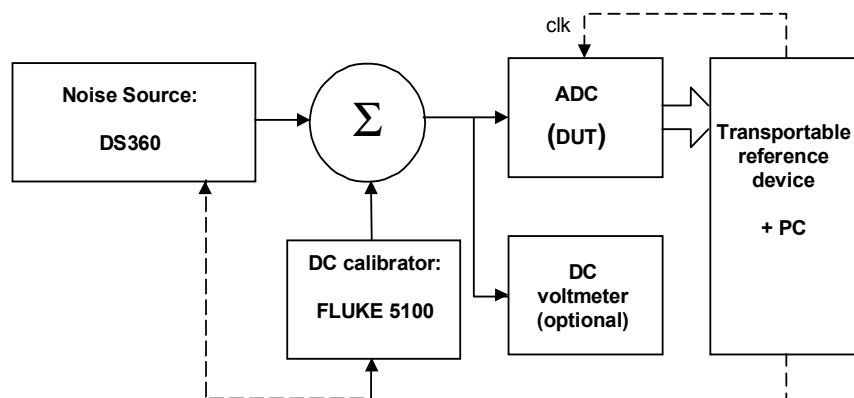 clk
Noise Source:
DS360
Σ
ADC
(DUT)
Transportable
reference
device
+ PC
DC calibrator:
FLUKE 5100
DC
voltmeter
(optional)